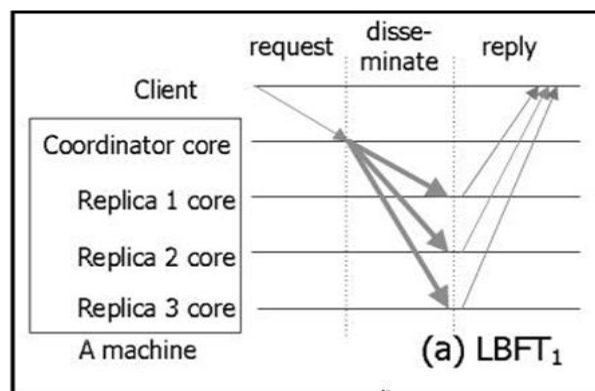 request
disse-
minate
reply
Client
Coordinator core
Replica 1 core
Replica 2 core
Replica 3 core
A machine
(a) LBFT₁